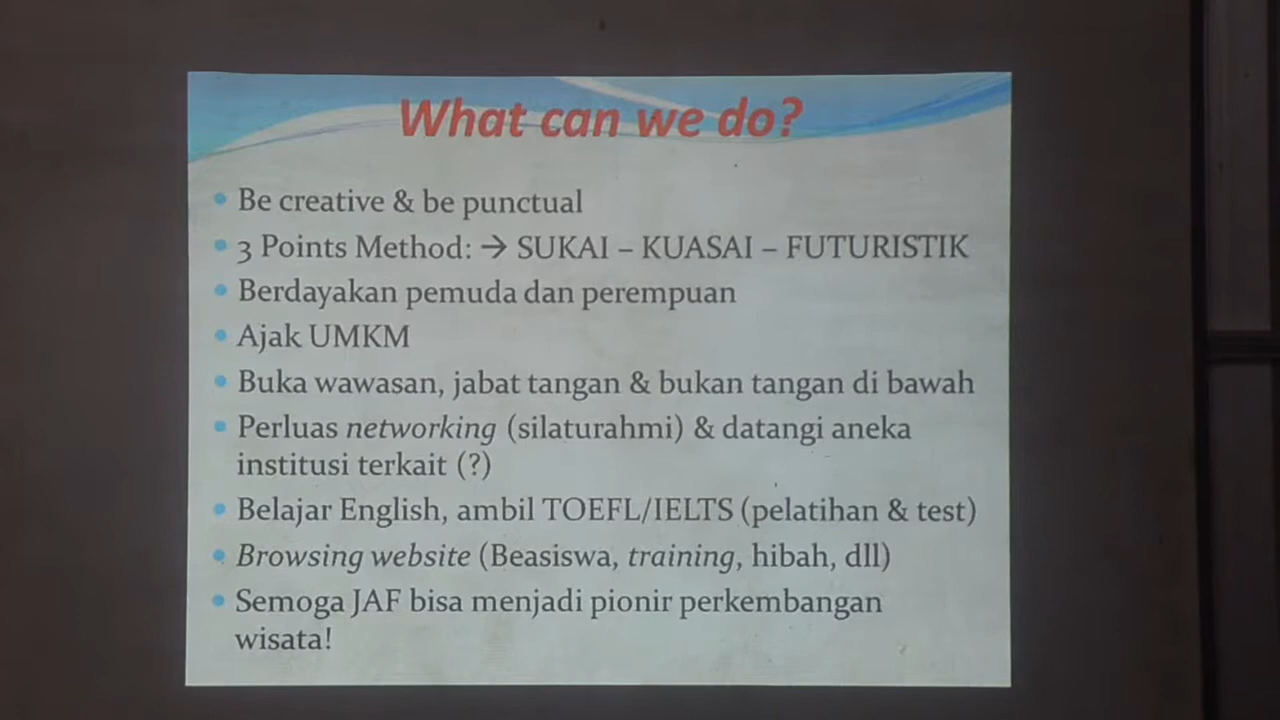 What can we do?
• Be creative & be punctual
• 3 Points Method: → SUKAI – KUASAI – FUTURISTIK
• Berdayakan pemuda dan perempuan
• Ajak UMKM
• Buka wawasan, jabat tangan & bukan tangan di bawah
• Perluas networking (silaturahmi) & datangi aneka
institusi terkait (?)
• Belajar English, ambil TOEFL/IELTS (pelatihan & test)
• Browsing website (Beasiswa, training, hibah, dll)
• Semoga JAF bisa menjadi pionir perkembangan
wisata!